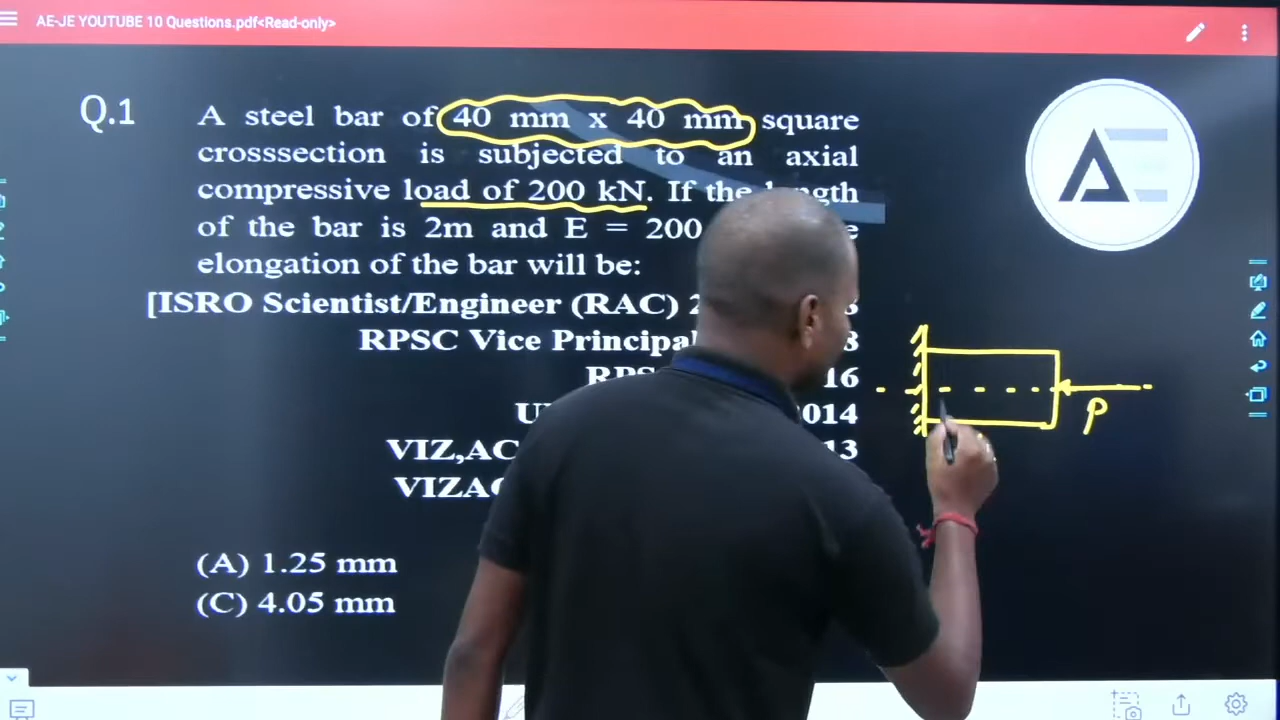 AE-JE YOUTUBE 10 Questions.pdf<Read-only>
Q.1
A steel bar of 40 mm x 40 mm square
crosssection is subjected to an axial
compressive load of 200 kN. If the
of the bar is 2m and E = 200
elongation of the bar will be:
[ISRO Scientist/Engineer (RAC)
RPSC Vice Principal
16
2014
VIZ,AC
13
(A) 1.25 mm
(C) 4.05 mm
P
AE